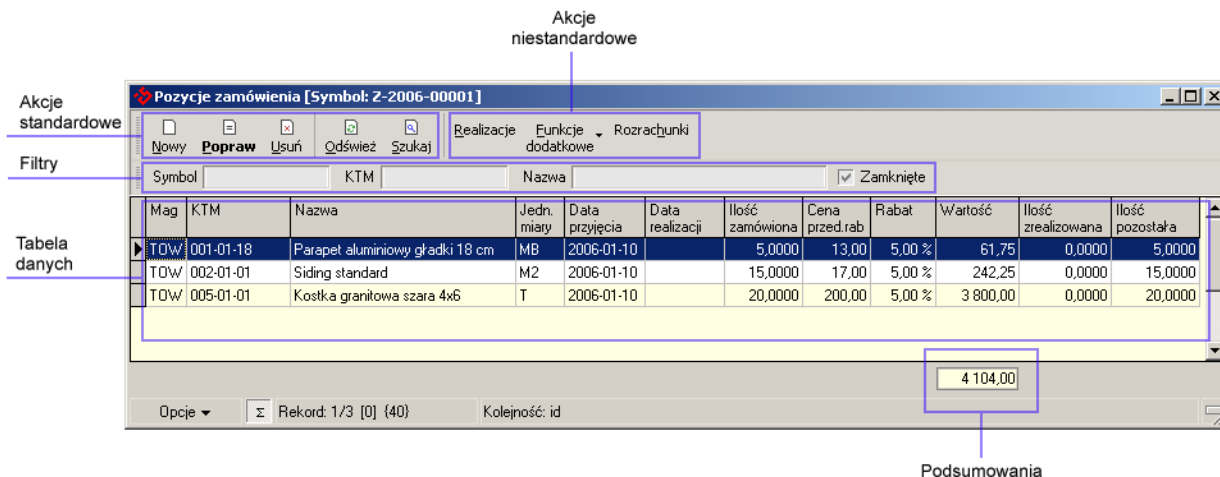 Akcje
niestandardowe
Akcje
standardowe
Filtry
Tabela
danych
Pozycje zamówienia [Symbol: Z-2006-00001]
Nowy Popraw Usuń Odśwież Szukaj Realizacje Funkcje dodatkowe Rozrachunki
Symbol KTM Nazwa Zamknięte
Mag KTM Nazwa Jedn. miary Data przyjęcia Data realizacji Ilość zamówiona Cena przed.rab Rabat Wartość Ilość zrealizowana Ilość pozostała
TOW 001-01-18 Parapet aluminiowy gładki 18 cm MB 2006-01-10 5,0000 13,00 5,00 % 61,75 0,0000 5,0000
TOW 002-01-01 Siding standard M2 2006-01-10 15,0000 17,00 5,00 % 242,25 0,0000 15,0000
TOW 005-01-01 Kostka granitowa szara 4x6 T 2006-01-10 20,0000 200,00 5,00 % 3 800,00 0,0000 20,0000
4 104,00
Opcje Σ Rekord: 1/3 [0] {40} Kolejność: id
Podsumowania